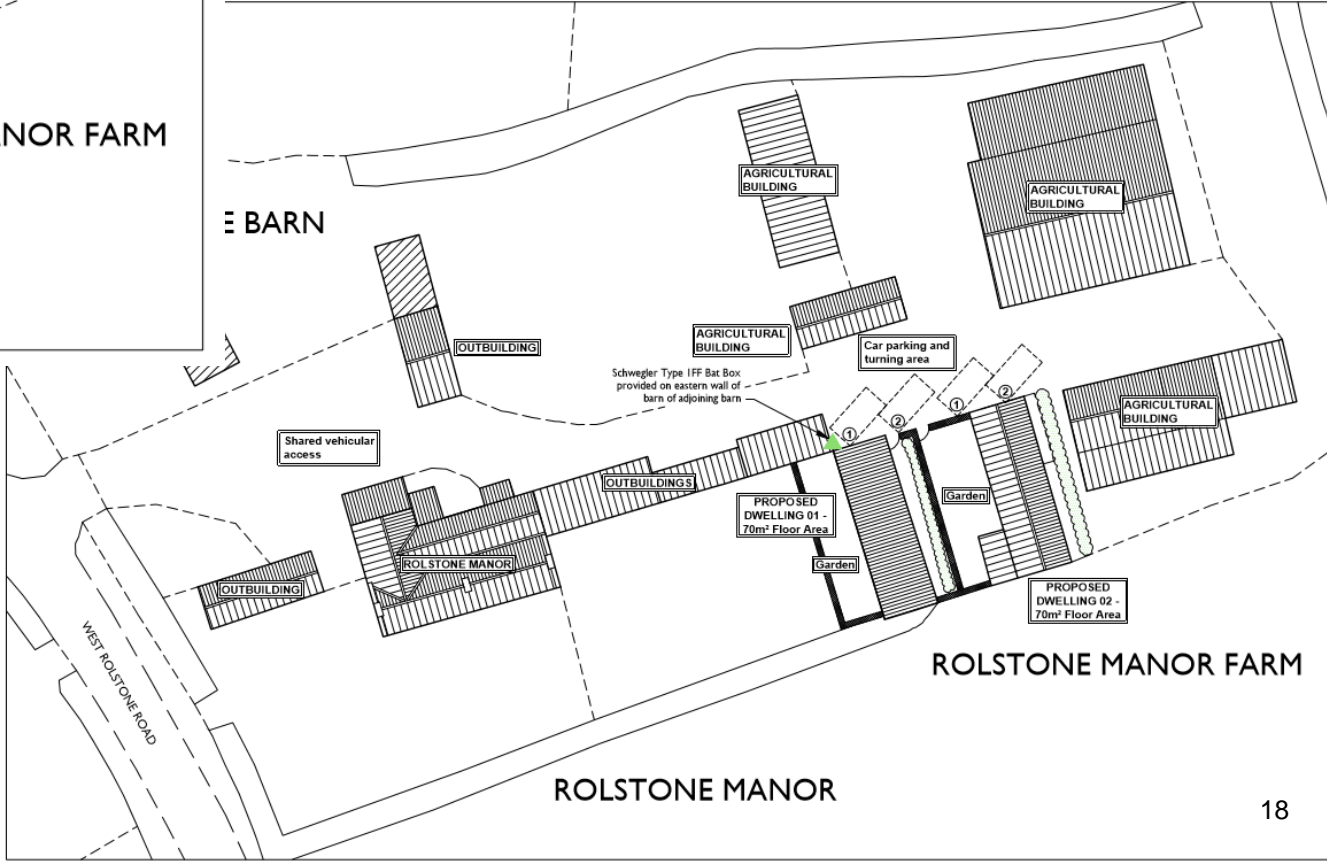 NOR FARM
E BARN
AGRICULTURAL
BUILDING
AGRICULTURAL
BUILDING
OUTBUILDING
AGRICULTURAL
BUILDING
Car parking and
turning area
Schwegler Type 1FF Bat Box
provided on eastern wall of
barn of adjoining barn
AGRICULTURAL
BUILDING
Shared vehicular
access
1
2
1
2
OUTBUILDINGS
PROPOSED
DWELLING 01 -
70m² Floor Area
Garden
Garden
ROLSTONE MANOR
OUTBUILDING
PROPOSED
DWELLING 02 -
70m² Floor Area
WEST ROLSTONE ROAD
ROLSTONE MANOR FARM
ROLSTONE MANOR
18